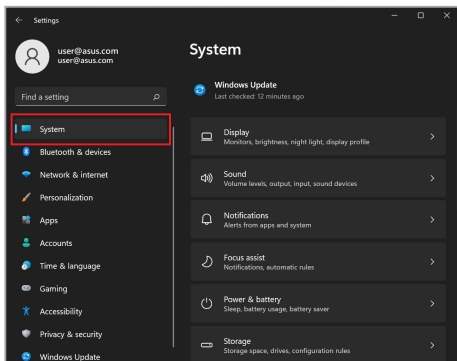 Settings
user@asus.com
user@asus.com
Find a setting
System
Bluetooth & devices
Network & internet
Personalization
Apps
Accounts
Time & language
Gaming
Accessibility
Privacy & security
Windows Update
System
Windows Update
Last checked: 12 minutes ago
Display
Monitors, brightness, night light, display profile
Sound
Volume levels, output, input, sound devices
Notifications
Alerts from apps and system
Focus assist
Notifications, automatic rules
Power & battery
Sleep, battery usage, battery saver
Storage
Storage space, drives, configuration rules